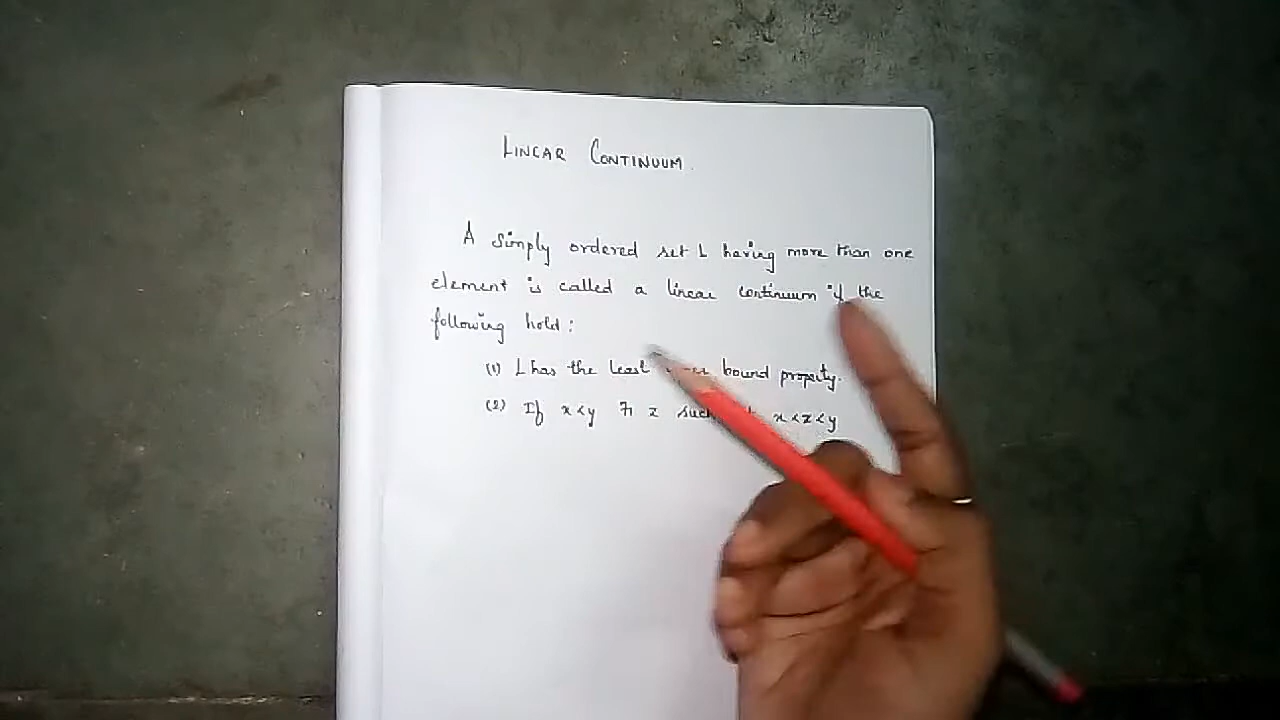 LINEAR CONTINUUM.
A simply ordered set L having more than one
element is called a linear continuum if the
following hold:
(1) L has the least bound property.
(2) If x<y ∃ z such x<z<y